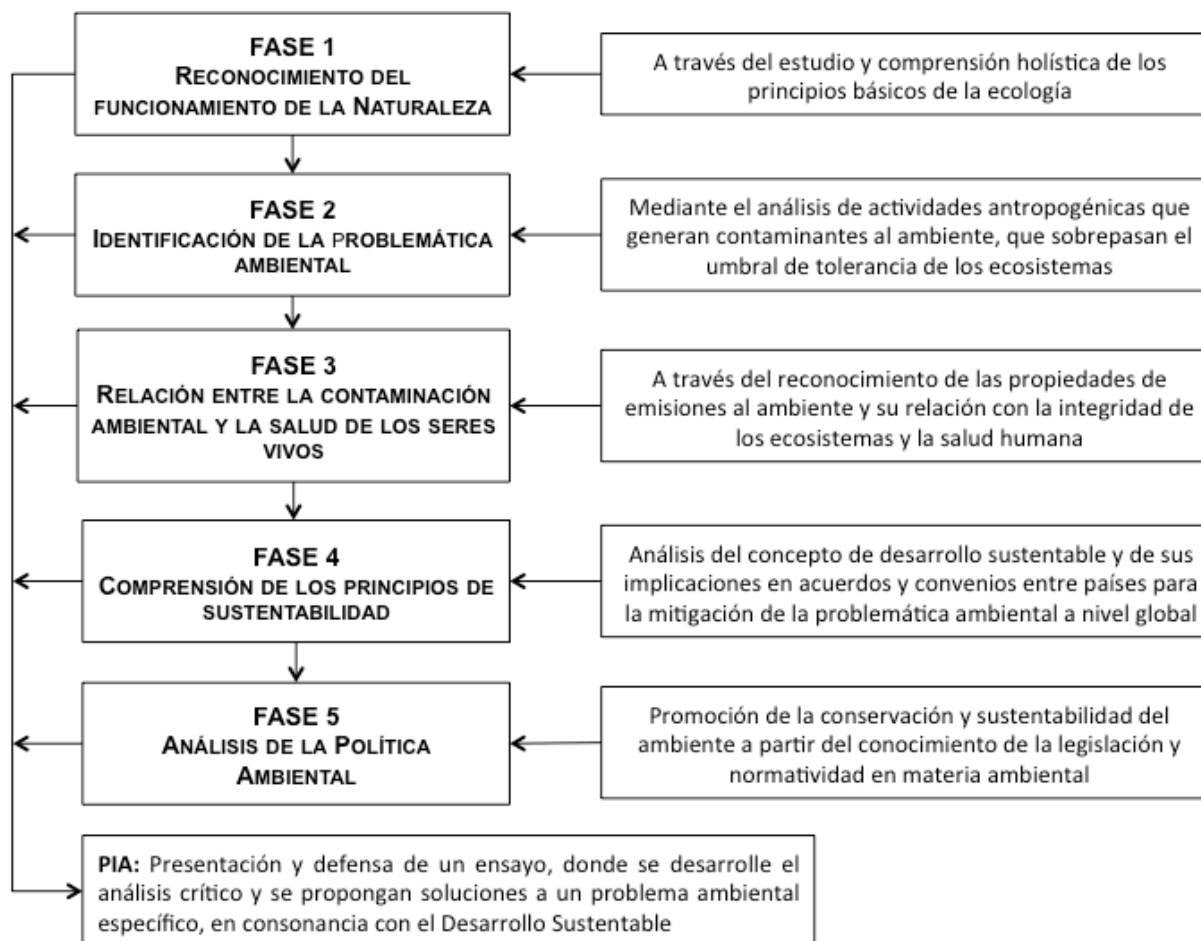 FASE 1
RECONOCIMIENTO DEL
FUNCIONAMIENTO DE LA NATURALEZA
A través del estudio y comprensión holística de los
principios básicos de la ecología
FASE 2
IDENTIFICACIÓN DE LA PROBLEMÁTICA
AMBIENTAL
Mediante el análisis de actividades antropogénicas que
generan contaminantes al ambiente, que sobrepasan el
umbral de tolerancia de los ecosistemas
FASE 3
RELACIÓN ENTRE LA CONTAMINACIÓN
AMBIENTAL Y LA SALUD DE LOS SERES
VIVOS
A través del reconocimiento de las propiedades de
emisiones al ambiente y su relación con la integridad de
los ecosistemas y la salud humana
FASE 4
COMPRENSIÓN DE LOS PRINCIPIOS DE
SUSTENTABILIDAD
Análisis del concepto de desarrollo sustentable y de sus
implicaciones en acuerdos y convenios entre países para
la mitigación de la problemática ambiental a nivel global
FASE 5
ANÁLISIS DE LA POLÍTICA
AMBIENTAL
Promoción de la conservación y sustentabilidad del
ambiente a partir del conocimiento de la legislación y
normatividad en materia ambiental
PIA: Presentación y defensa de un ensayo, donde se desarrolle el
análisis crítico y se propongan soluciones a un problema ambiental
específico, en consonancia con el Desarrollo Sustentable